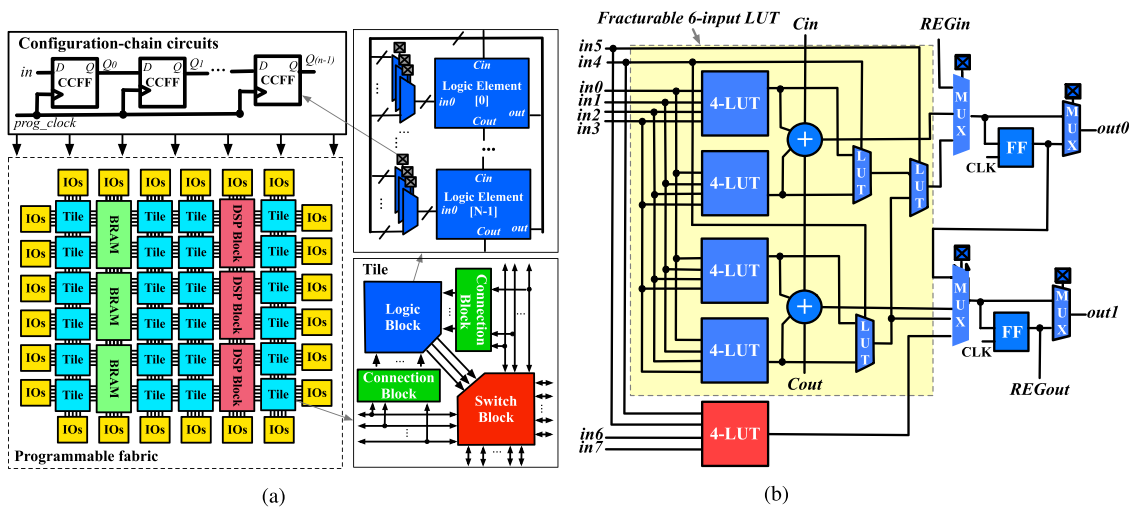 Configuration-chain circuits
in D Q Q0 D Q Q1 ... D Q Q(n-1)
CCFF CCFF CCFF
prog_clock
IOs IOs IOs IOs IOs IOs
IOs Tile BRAM Tile Tile DSP Block Tile IOs
IOs Tile Tile Tile Tile IOs
IOs Tile BRAM Tile Tile DSP Block Tile IOs
IOs Tile Tile Tile Tile IOs
IOs Tile BRAM Tile Tile DSP Block Tile IOs
IOs Tile Tile Tile Tile IOs
IOs IOs IOs IOs IOs IOs
Programmable fabric
Cin
Logic Element
[0]
in0
Cout
out
...
Cin
Logic Element
[N-1]
in0
Cout
out
Tile
Logic
Block
Connection
Block
Connection
Block
Switch
Block
(a)
Fracturable 6-input LUT
Cin
REGin
in5
in4
in0
in1
in2
in3
4-LUT
4-LUT
+
LUT
LUT
MUX
FF
CLK
MUX
out0
4-LUT
4-LUT
+
LUT
MUX
FF
CLK
MUX
out1
Cout
REGout
4-LUT
in6
in7
(b)